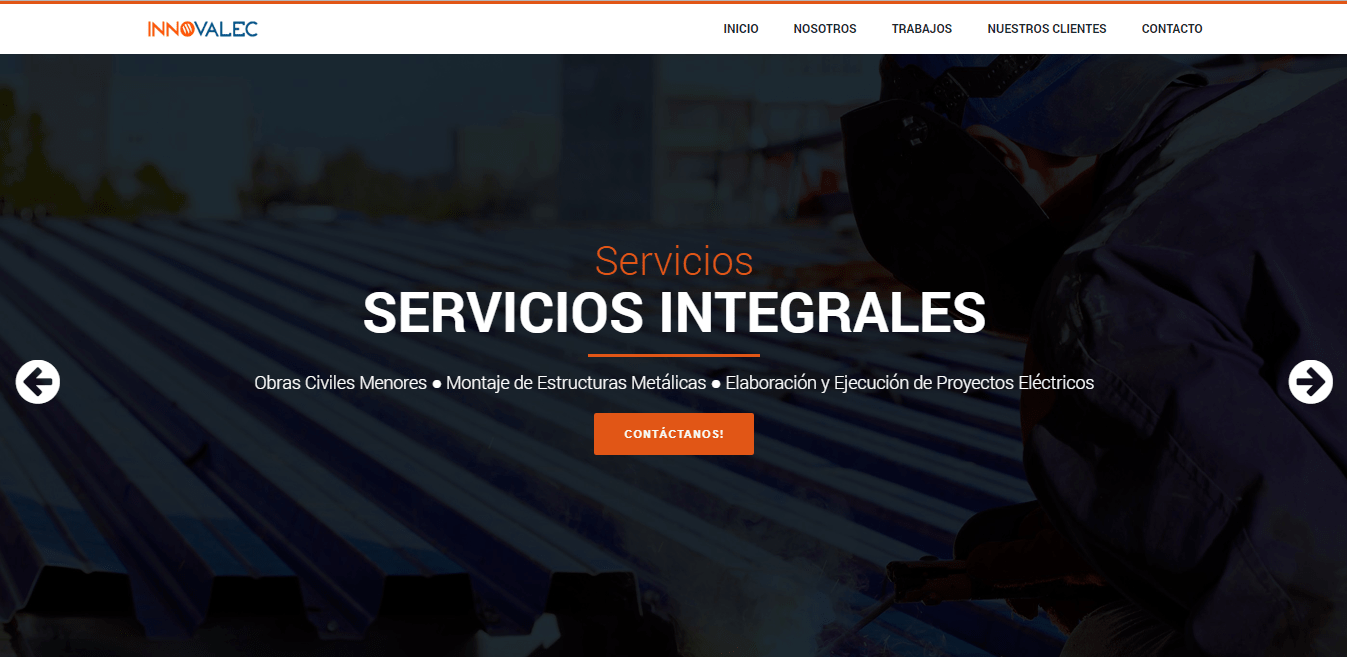 INNOVALEC
INICIO NOSOTROS TRABAJOS NUESTROS CLIENTES CONTACTO
Servicios
SERVICIOS INTEGRALES
Obras Civiles Menores ● Montaje de Estructuras Metálicas ● Elaboración y Ejecución de Proyectos Eléctricos
CONTÁCTANOS!